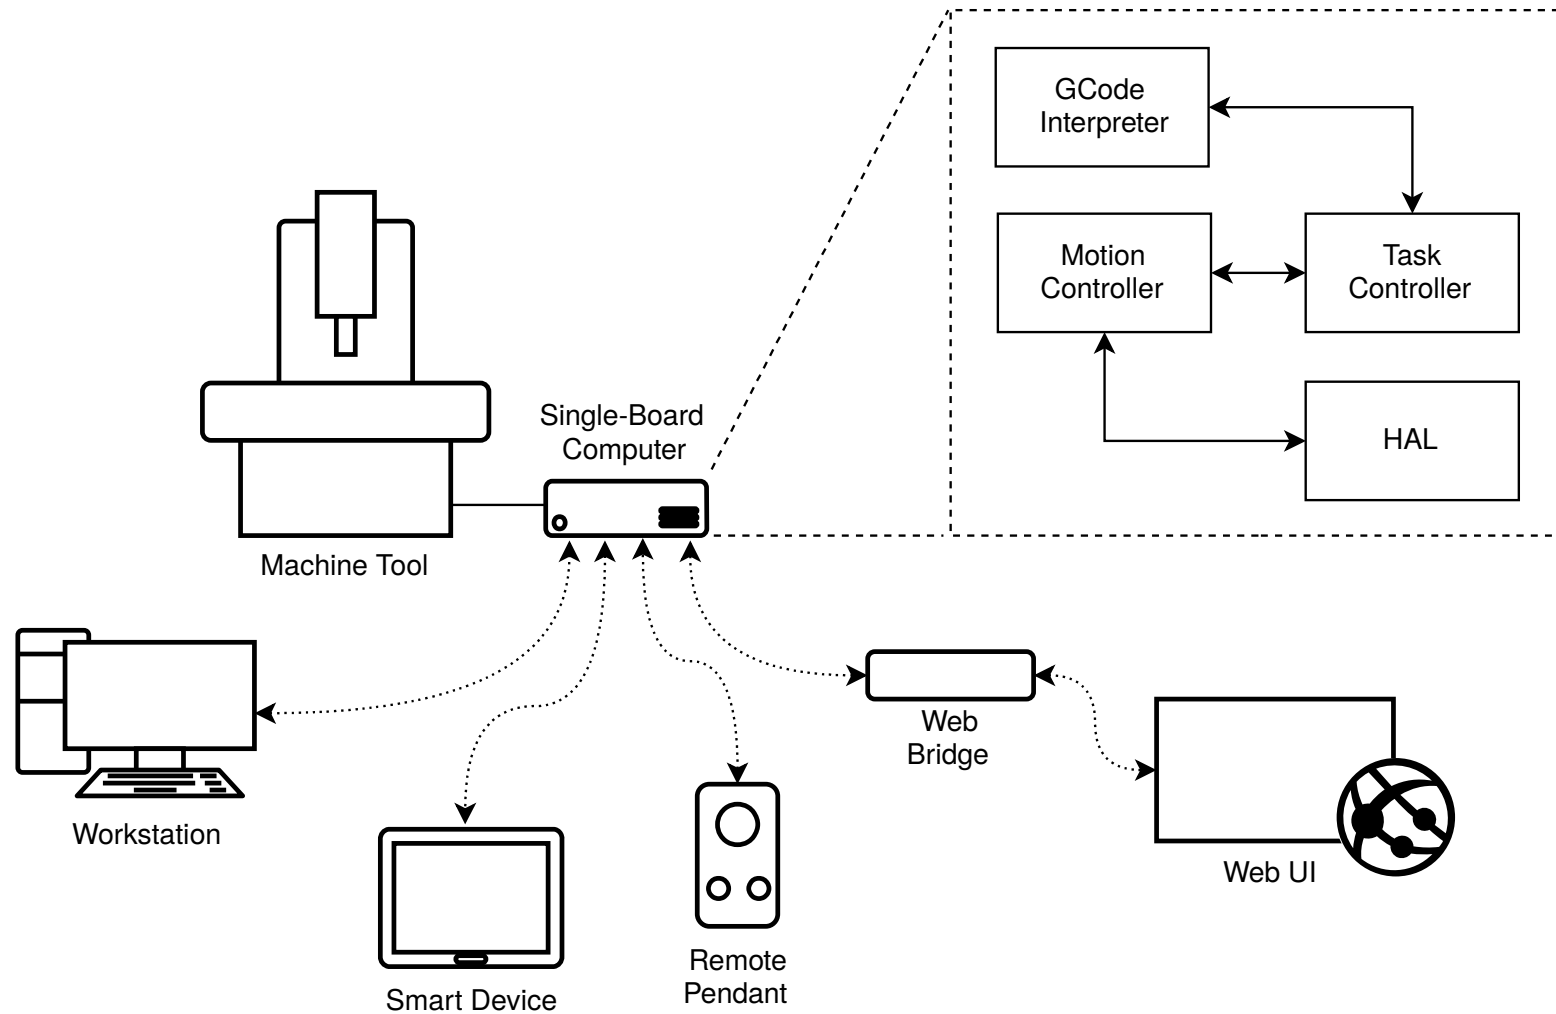 GCode
Interpreter
Motion
Controller
Task
Controller
HAL
Single-Board
Computer
Machine Tool
Web
Bridge
Workstation
Web UI
Remote
Pendant
Smart Device